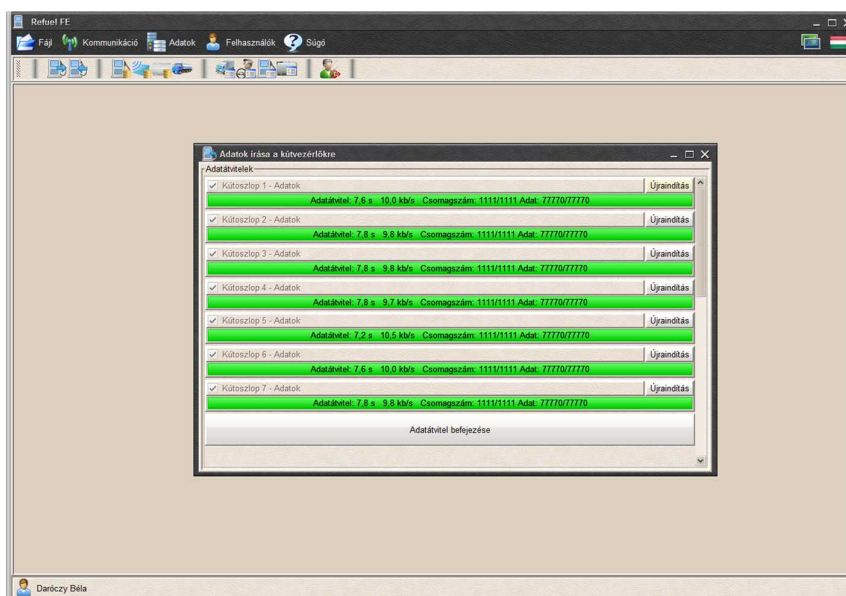 Refuel FE
Fájl Kommunikáció Adatok Felhasználók Súgó
Adatok írása a kútvezérlőkre
Adatátvitelek
Kútoszlop 1 - Adatok Újraindítás
Adatátvitel: 7,6 s 10,0 kb/s Csomagszám: 1111/1111 Adat: 77770/77770
Kútoszlop 2 - Adatok Újraindítás
Adatátvitel: 7,8 s 9,8 kb/s Csomagszám: 1111/1111 Adat: 77770/77770
Kútoszlop 3 - Adatok Újraindítás
Adatátvitel: 7,8 s 9,8 kb/s Csomagszám: 1111/1111 Adat: 77770/77770
Kútoszlop 4 - Adatok Újraindítás
Adatátvitel: 7,8 s 9,7 kb/s Csomagszám: 1111/1111 Adat: 77770/77770
Kútoszlop 5 - Adatok Újraindítás
Adatátvitel: 7,2 s 10,5 kb/s Csomagszám: 1111/1111 Adat: 77770/77770
Kútoszlop 6 - Adatok Újraindítás
Adatátvitel: 7,6 s 10,0 kb/s Csomagszám: 1111/1111 Adat: 77770/77770
Kútoszlop 7 - Adatok Újraindítás
Adatátvitel: 7,8 s 9,8 kb/s Csomagszám: 1111/1111 Adat: 77770/77770
Adatátvitel befejezése
Daróczy Béla